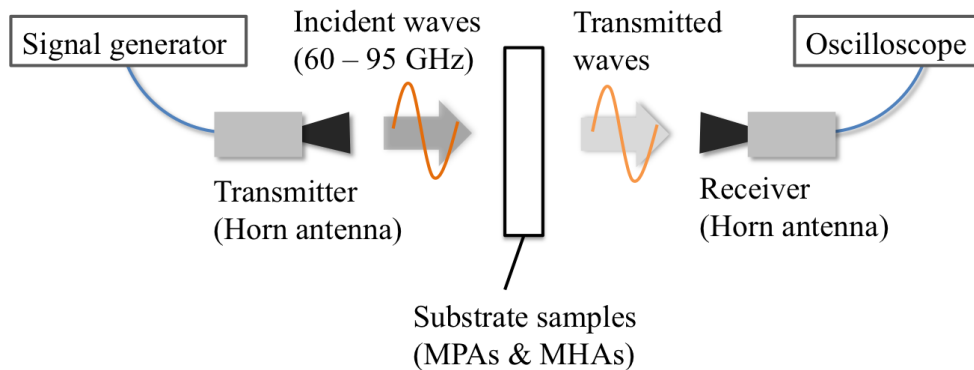 Signal generator
Incident waves
(60 – 95 GHz)
Transmitted
waves
Oscilloscope
Transmitter
(Horn antenna)
Receiver
(Horn antenna)
Substrate samples
(MPAs & MHAs)